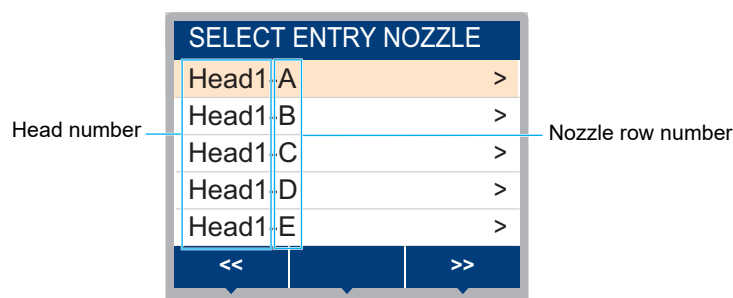 SELECT ENTRY NOZZLE
Head1-A >
Head1-B >
Head number
Nozzle row number
Head1-C >
Head1-D >
Head1-E >
<< >>